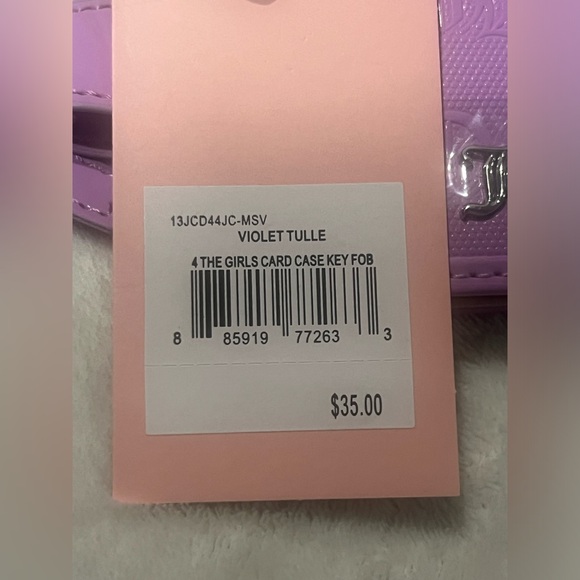 13JCD44JC-MSV
VIOLET TULLE
4 THE GIRLS CARD CASE KEY FOB
8 85919 77263 3
$35.00
J